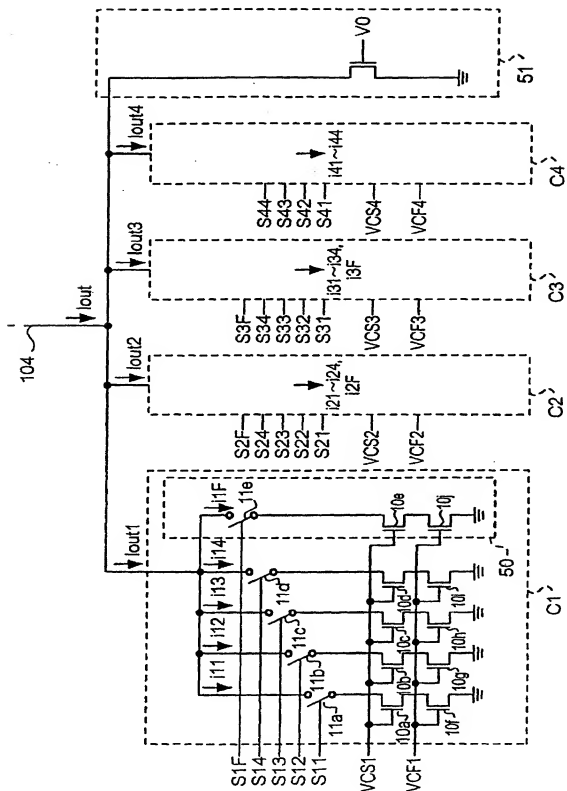 104
Iout
Iout1
Iout2
Iout3
Iout4
i11
i12
i13
i14
i1F
S1F
S14
S13
S12
S11
11a
11b
11c
11d
11e
VCS1
VCF1
10a
10b
10c
10d
10e
10f
10g
10h
10i
10j
50
C1
S2F
S24
S23
S22
S21
i21~i24,
i2F
VCS2
VCF2
C2
S3F
S34
S33
S32
S31
i31~i34,
i3F
VCS3
VCF3
C3
S44
S43
S42
S41
i41~i44
VCS4
VCF4
C4
V0
51